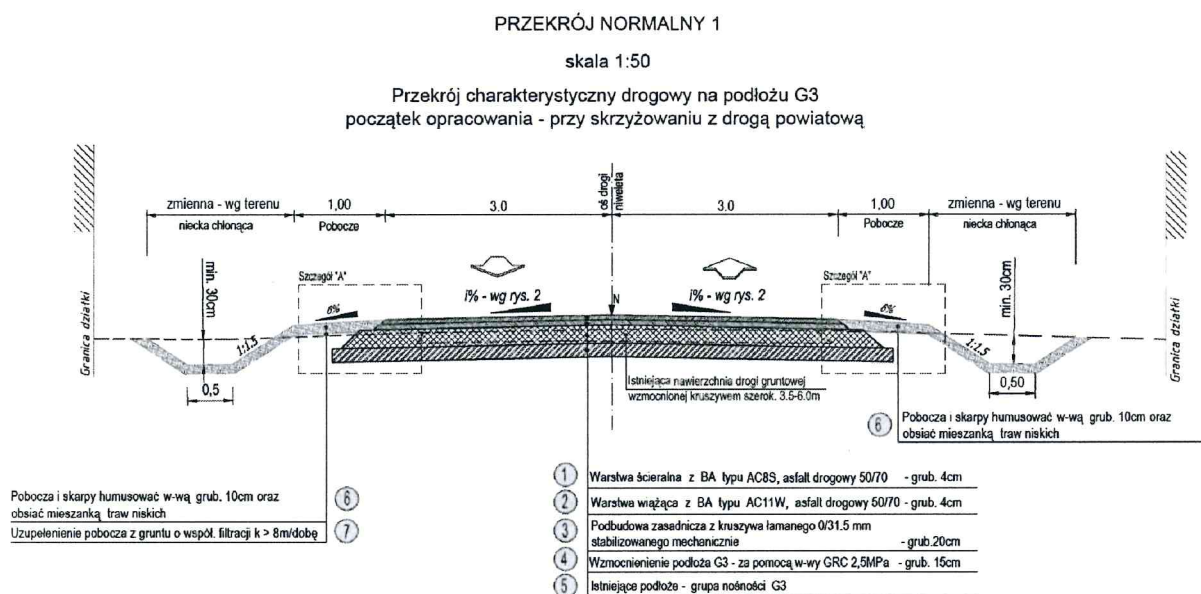 PRZEKRÓJ NORMALNY 1
skala 1:50
Przekrój charakterystyczny drogowy na podłożu G3
początek opracowania - przy skrzyżowaniu z drogą powiatową
zmienna - wg terenu
niecka chłonąca
1,00
Pobocze
3.0
oś drogi
niweleta
3.0
1,00
Pobocze
zmienna - wg terenu
niecka chłonąca
Granica działki
min. 30cm
Szczegół "A"
i% - wg rys. 2
N
i% - wg rys. 2
Szczegół "A"
min. 30cm
Granica działki
6%
6%
1:1.5
1:1.5
0,5
0,50
Istniejąca nawierzchnia drogi gruntowej
wzmocnionej kruszywem szerok. 3.5-6.0m
6 Pobocza i skarpy humusować w-wą grub. 10cm oraz
obsiać mieszanką traw niskich
Pobocza i skarpy humusować w-wą grub. 10cm oraz
obsiać mieszanką traw niskich 6
Uzupełenienie pobocza z gruntu o współ. filtracji k > 8m/dobę 7
1 Warstwa ścieralna z BA typu AC8S, asfalt drogowy 50/70 - grub. 4cm
2 Warstwa wiążąca z BA typu AC11W, asfalt drogowy 50/70 - grub. 4cm
3 Podbudowa zasadnicza z kruszywa łamanego 0/31.5 mm
stabilizowanego mechanicznie - grub.20cm
4 Wzmocnienienie podłoża G3 - za pomocą w-wy GRC 2,5MPa - grub. 15cm
5 Istniejące podłoże - grupa nośności G3